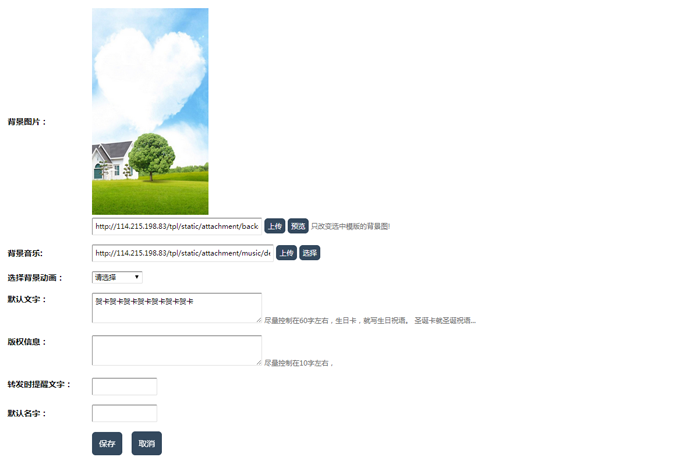 背景图片：
http://114.215.198.83/tpl/static/attachment/back 上传 预览 只改变选中模版的背景图!
背景音乐: http://114.215.198.83/tpl/static/attachment/music/de 上传 选择
选择背景动画： 请选择
默认文字： 贺卡贺卡贺卡贺卡贺卡贺卡贺卡
尽量控制在60字左右，生日卡，就写生日祝语。 圣诞卡就圣诞祝语...
版权信息：
尽量控制在10字左右，
转发时提醒文字：
默认名字：
保存 取消